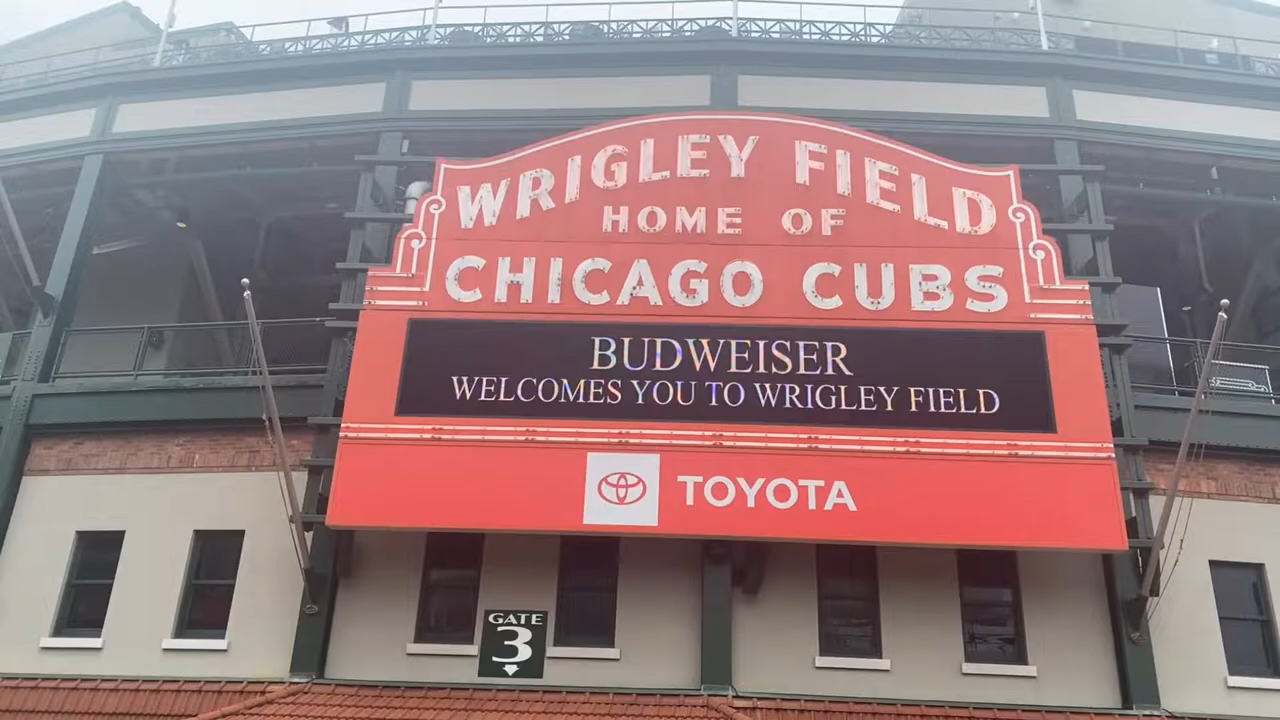 WRIGLEY FIELD
HOME OF
CHICAGO CUBS
BUDWEISER
WELCOMES YOU TO WRIGLEY FIELD
TOYOTA
GATE
3